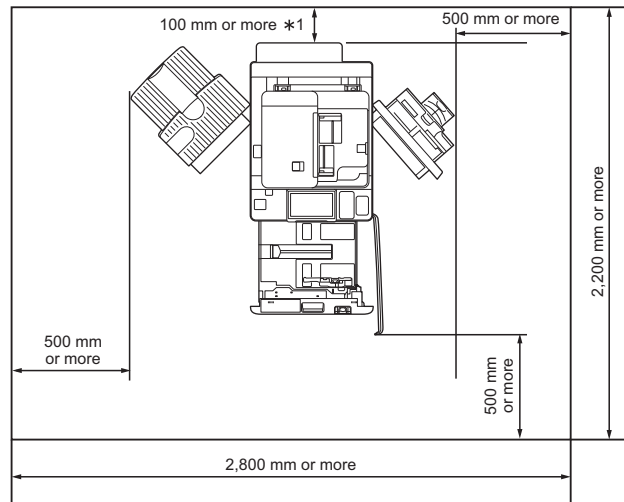 100 mm or more *1
500 mm or more
2,200 mm or more
500 mm
or more
500 mm
or more
2,800 mm or more